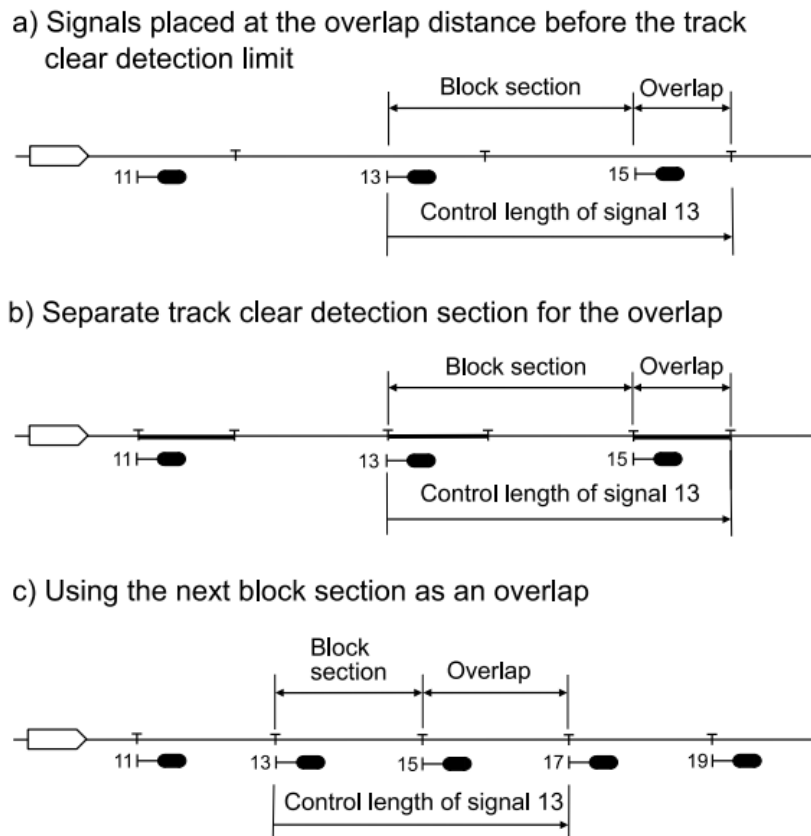 a) Signals placed at the overlap distance before the track
clear detection limit
Block section Overlap
11 13 15
Control length of signal 13
b) Separate track clear detection section for the overlap
Block section Overlap
11 13 15
Control length of signal 13
c) Using the next block section as an overlap
Block
section Overlap
11 13 15 17 19
Control length of signal 13